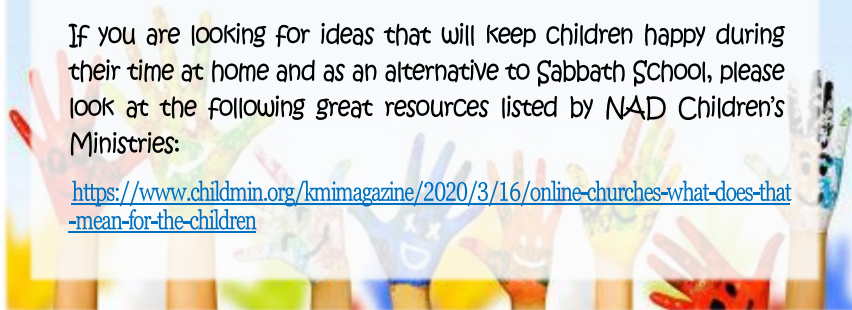 If you are looking for ideas that will keep children happy during
their time at home and as an alternative to Sabbath School, please
look at the following great resources listed by NAD Children's
Ministries:
https://www.childmin.org/kmimagazine/2020/3/16/online-churches-what-does-that
-mean-for-the-children